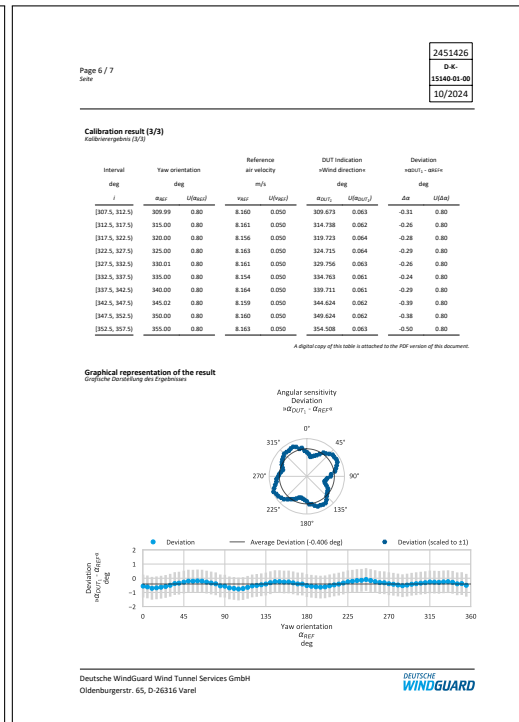 2451426
D-K-
15140-01-00
10/2024
Page 6 / 7
Seite
Calibration result (3/3)
Kalibrierergebnis (3/3)
Interval Yaw orientation Reference air velocity DUT Indication »Wind direction« Deviation »αDUT₁ - αREF«
deg deg m/s deg deg
i αREF U(αREF) vREF U(vREF) αDUT₁ U(αDUT₁) Δα U(Δα)
[307.5, 312.5) 309.99 0.80 8.160 0.050 309.673 0.063 -0.31 0.80
[312.5, 317.5) 315.00 0.80 8.161 0.050 314.738 0.062 -0.26 0.80
[317.5, 322.5) 320.00 0.80 8.156 0.050 319.723 0.064 -0.28 0.80
[322.5, 327.5) 325.00 0.80 8.163 0.050 324.715 0.064 -0.29 0.80
[327.5, 332.5) 330.01 0.80 8.161 0.050 329.756 0.063 -0.26 0.80
[332.5, 337.5) 335.00 0.80 8.154 0.050 334.763 0.061 -0.24 0.80
[337.5, 342.5) 340.00 0.80 8.164 0.050 339.711 0.061 -0.29 0.80
[342.5, 347.5) 345.02 0.80 8.159 0.050 344.624 0.062 -0.39 0.80
[347.5, 352.5) 350.00 0.80 8.160 0.050 349.624 0.062 -0.38 0.80
[352.5, 357.5) 355.00 0.80 8.163 0.050 354.508 0.063 -0.50 0.80
A digital copy of this table is attached to the PDF version of this document.
Graphical representation of the result
Grafische Darstellung des Ergebnisses
Angular sensitivity
Deviation
»αDUT₁ - αREF«
0°
315° 45°
270° 90°
225° 135°
180°
Deviation Average Deviation (-0.406 deg) Deviation (scaled to ±1)
Deviation
»αDUT₁ - αREF«
deg
2
1
0
−1
−2
0 45 90 135 180 225 270 315 360
Yaw orientation
αREF
deg
Deutsche WindGuard Wind Tunnel Services GmbH
Oldenburgerstr. 65, D-26316 Varel
DEUTSCHE
WINDGUARD